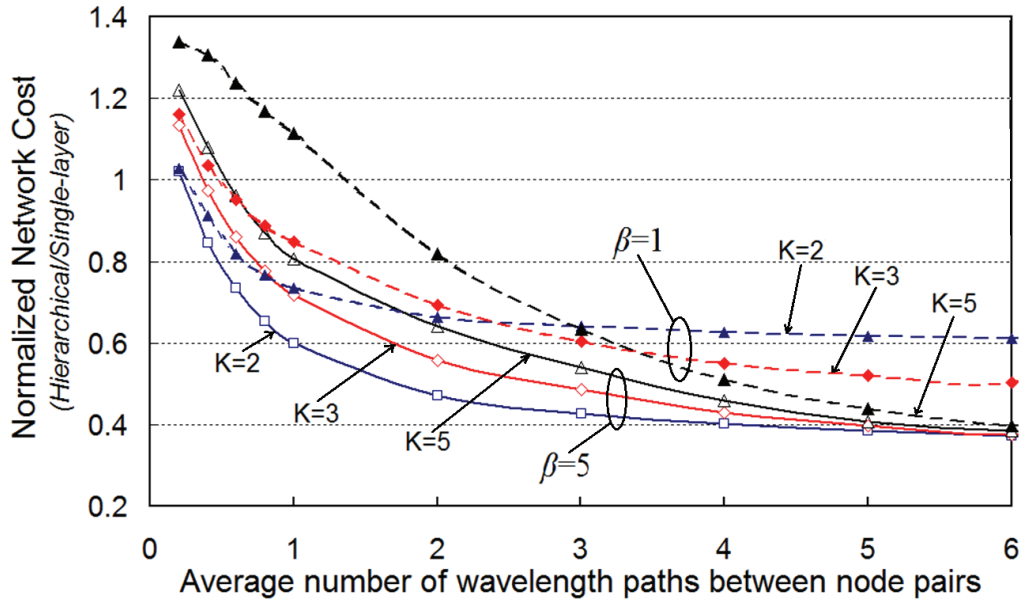 Normalized Network Cost
(Hierarchical/Single-layer)
1.4
1.2
1
0.8
0.6
0.4
0.2
0
1
2
3
4
5
6
Average number of wavelength paths between node pairs
β=1
K=2
K=3
K=5
K=2
K=3
K=5
β=5